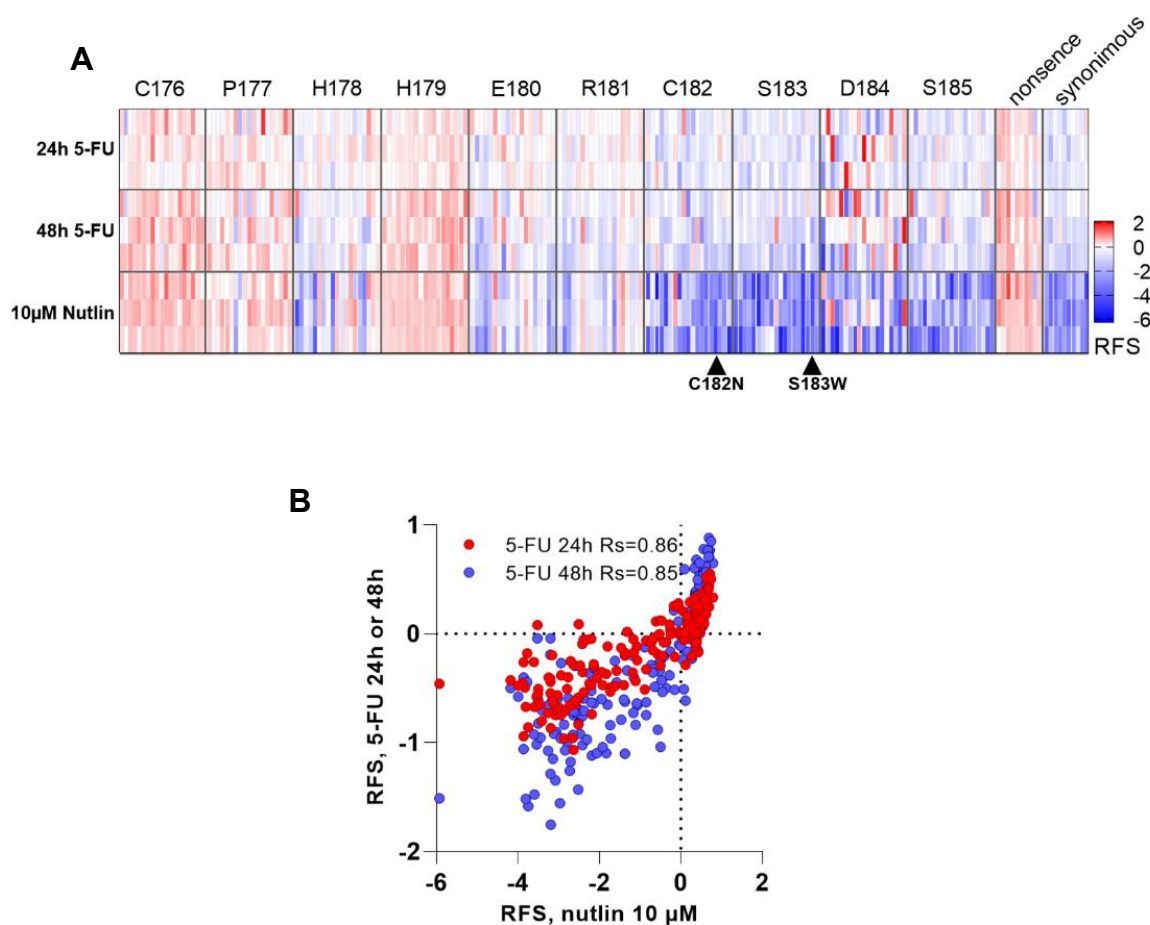 A
C176 P177 H178 H179 E180 R181 C182 S183 D184 S185 nonsence synonimous
24h 5-FU
48h 5-FU
10µM Nutlin
2
0
-2
-4
-6
RFS
C182N S183W
B
5-FU 24h Rs=0.86
5-FU 48h Rs=0.85
RFS, 5-FU 24h or 48h
1
0
-1
-2
-6 -4 -2 0 2
RFS, nutlin 10 µM